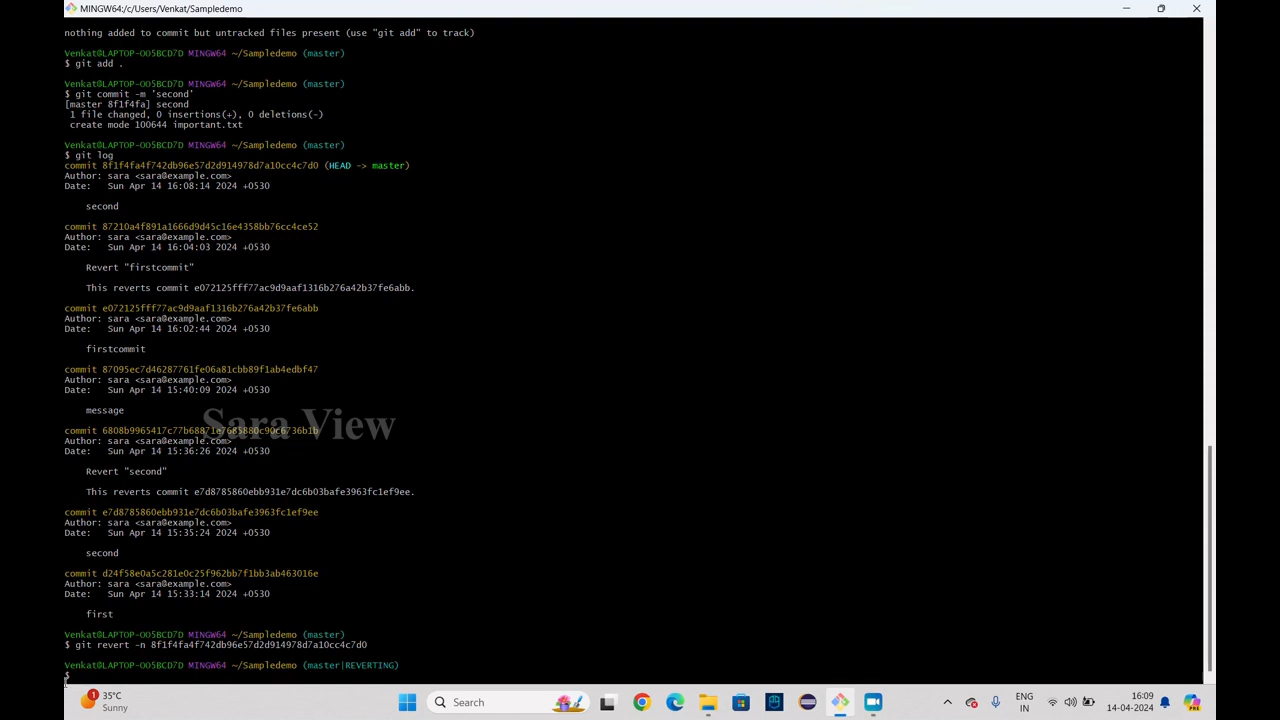 MINGW64:/c/Users/Venkat/Sampledemo
nothing added to commit but untracked files present (use "git add" to track)
Venkat@LAPTOP-OO5BCD7D MINGW64 ~/Sampledemo (master)
$ git add .
Venkat@LAPTOP-OO5BCD7D MINGW64 ~/Sampledemo (master)
$ git commit -m 'second'
[master 8f1f4fa] second
1 file changed, 0 insertions(+), 0 deletions(-)
create mode 100644 important.txt
Venkat@LAPTOP-OO5BCD7D MINGW64 ~/Sampledemo (master)
$ git log
commit 8f1f4fa4f742db96e57d2d914978d7a10cc4c7d0 (HEAD -> master)
Author: sara <sara@example.com>
Date:   Sun Apr 14 16:08:14 2024 +0530
second
commit 87210a4f891a1666d9d45c16e4358bb76cc4ce52
Author: sara <sara@example.com>
Date:   Sun Apr 14 16:04:03 2024 +0530
Revert "firstcommit"
This reverts commit e072125fff77ac9d9aaf1316b276a42b37fe6abb.
commit e072125fff77ac9d9aaf1316b276a42b37fe6abb
Author: sara <sara@example.com>
Date:   Sun Apr 14 16:02:44 2024 +0530
firstcommit
commit 87095ec7d46287761fe06a81cbb89f1ab4edbf47
Author: sara <sara@example.com>
Date:   Sun Apr 14 15:40:09 2024 +0530
message
Sara View
commit 6808b9965417c77b68871e7685880c90c6736b1b
Author: sara <sara@example.com>
Date:   Sun Apr 14 15:36:26 2024 +0530
Revert "second"
This reverts commit e7d8785860ebb931e7dc6b03bafe3963fc1ef9ee.
commit e7d8785860ebb931e7dc6b03bafe3963fc1ef9ee
Author: sara <sara@example.com>
Date:   Sun Apr 14 15:35:24 2024 +0530
second
commit d24f58e0a5c281e0c25f962bb7f1bb3ab463016e
Author: sara <sara@example.com>
Date:   Sun Apr 14 15:33:14 2024 +0530
first
Venkat@LAPTOP-OO5BCD7D MINGW64 ~/Sampledemo (master)
$ git revert -n 8f1f4fa4f742db96e57d2d914978d7a10cc4c7d0
Venkat@LAPTOP-OO5BCD7D MINGW64 ~/Sampledemo (master|REVERTING)
$
1
35°C
Sunny
Search
ENG
IN
16:09
14-04-2024
PRE